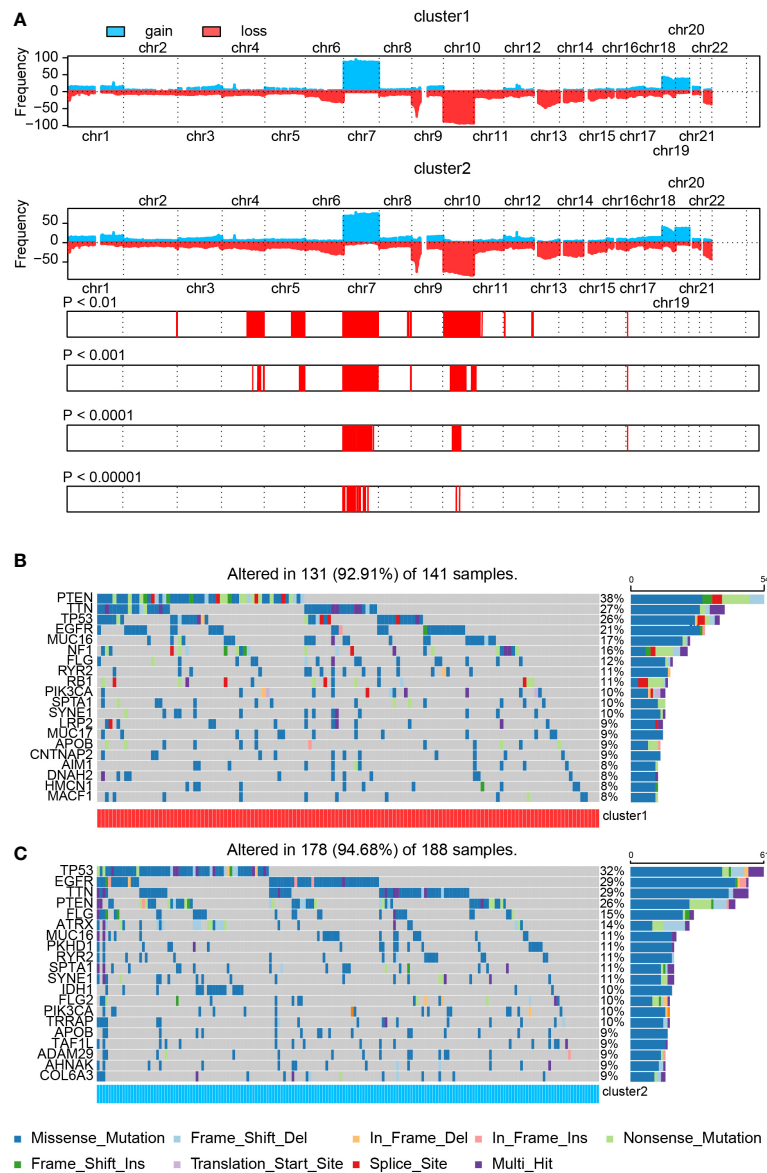 A
cluster1
gain loss
chr20
chr2 chr4 chr6 chr8 chr10 chr12 chr14 chr16 chr18 chr22
Frequency
100
50
0
−50
−100
chr1 chr3 chr5 chr7 chr9 chr11 chr13 chr15 chr17 chr21
chr19
cluster2
chr20
chr2 chr4 chr6 chr8 chr10 chr12 chr14 chr16 chr18 chr22
Frequency
50
0
−50
chr1 chr3 chr5 chr7 chr9 chr11 chr13 chr15 chr17 chr21
chr19
P < 0.01
P < 0.001
P < 0.0001
P < 0.00001
B
Altered in 131 (92.91%) of 141 samples.
0 54
PTEN 38%
TTN 27%
TP53 26%
EGFR 21%
MUC16 17%
NF1 16%
FLG 12%
RYR2 11%
RB1 11%
PIK3CA 10%
SPTA1 10%
SYNE1 10%
LRP2 9%
MUC17 9%
APOB 9%
CNTNAP2 9%
AIM1 8%
DNAH2 8%
HMCN1 8%
MACF1 8%
cluster1
C
Altered in 178 (94.68%) of 188 samples.
0
TP53 32%
EGFR 29%
TTN 29%
PTEN 26%
FLG 15%
ATRX 14%
MUC16 11%
PKHD1 11%
RYR2 11%
SPTA1 11%
SYNE1 11%
IDH1 10%
FLG2 10%
PIK3CA 10%
TRRAP 10%
APOB 9%
TAF1L 9%
ADAM29 9%
AHNAK 9%
COL6A3 9%
cluster2
Missense_Mutation Frame_Shift_Del In_Frame_Del In_Frame_Ins Nonsense_Mutation
Frame_Shift_Ins Translation_Start_Site Splice_Site Multi_Hit